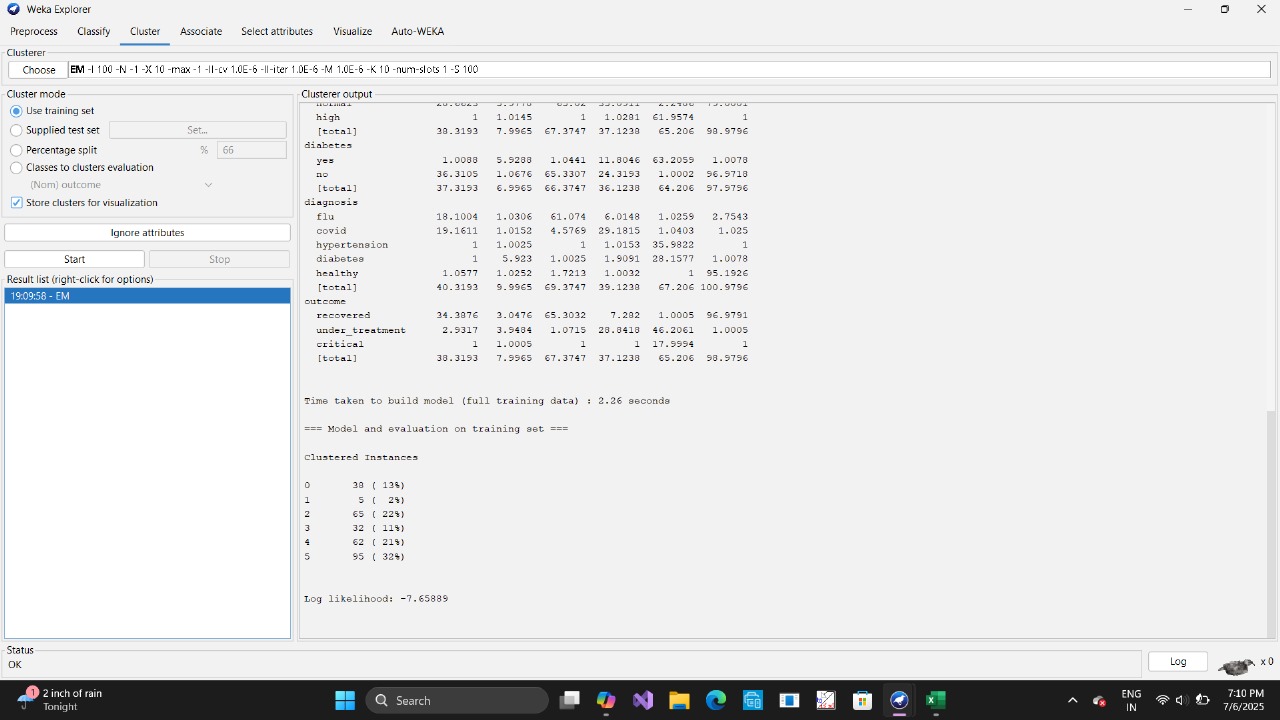 Weka Explorer
Preprocess Classify Cluster Associate Select attributes Visualize Auto-WEKA
Clusterer
Choose EM -I 100 -N -1 -X 10 -max -1 -ll-cv 1.0E-6 -ll-iter 1.0E-6 -M 1.0E-6 -K 10 -num-slots 1 -S 100
Cluster mode
Use training set
Supplied test set Set...
Percentage split % 66
Classes to clusters evaluation
(Nom) outcome
Store clusters for visualization
Ignore attributes
Start Stop
Result list (right-click for options)
19:09:58 - EM
Clusterer output
normal
high 1 1.0145 1 1.0281 61.9574 1
[total] 38.3193 7.9965 67.3747 37.1238 65.206 98.9796
diabetes
yes 1.0088 5.9288 1.0441 11.8046 63.2059 1.0078
no 36.3105 1.0676 65.3307 24.3193 1.0002 96.9718
[total] 37.3193 6.9965 66.3747 36.1238 64.206 97.9796
diagnosis
flu 18.1004 1.0306 61.074 6.0148 1.0259 2.7543
covid 19.1611 1.0152 4.5769 29.1815 1.0403 1.025
hypertension 1 1.0025 1 1.0153 35.9822 1
diabetes 1 5.923 1.0025 1.9091 28.1577 1.0078
healthy 1.0577 1.0252 1.7213 1.0032 1 95.1926
[total] 40.3193 9.9965 69.3747 39.1238 67.206 100.9796
outcome
recovered 34.3876 3.0476 65.3032 7.282 1.0005 96.9791
under_treatment 2.9317 3.9484 1.0715 28.8418 46.2061 1.0005
critical 1 1.0005 1 1 17.9994 1
[total] 38.3193 7.9965 67.3747 37.1238 65.206 98.9796
Time taken to build model (full training data) : 2.26 seconds
=== Model and evaluation on training set ===
Clustered Instances
0 38 ( 13%)
1 5 ( 2%)
2 65 ( 22%)
3 32 ( 11%)
4 62 ( 21%)
5 95 ( 32%)
Log likelihood: -7.65889
Status
OK
Log x 0
1
2 inch of rain
Tonight
Search
ENG
IN
7:10 PM
7/6/2025